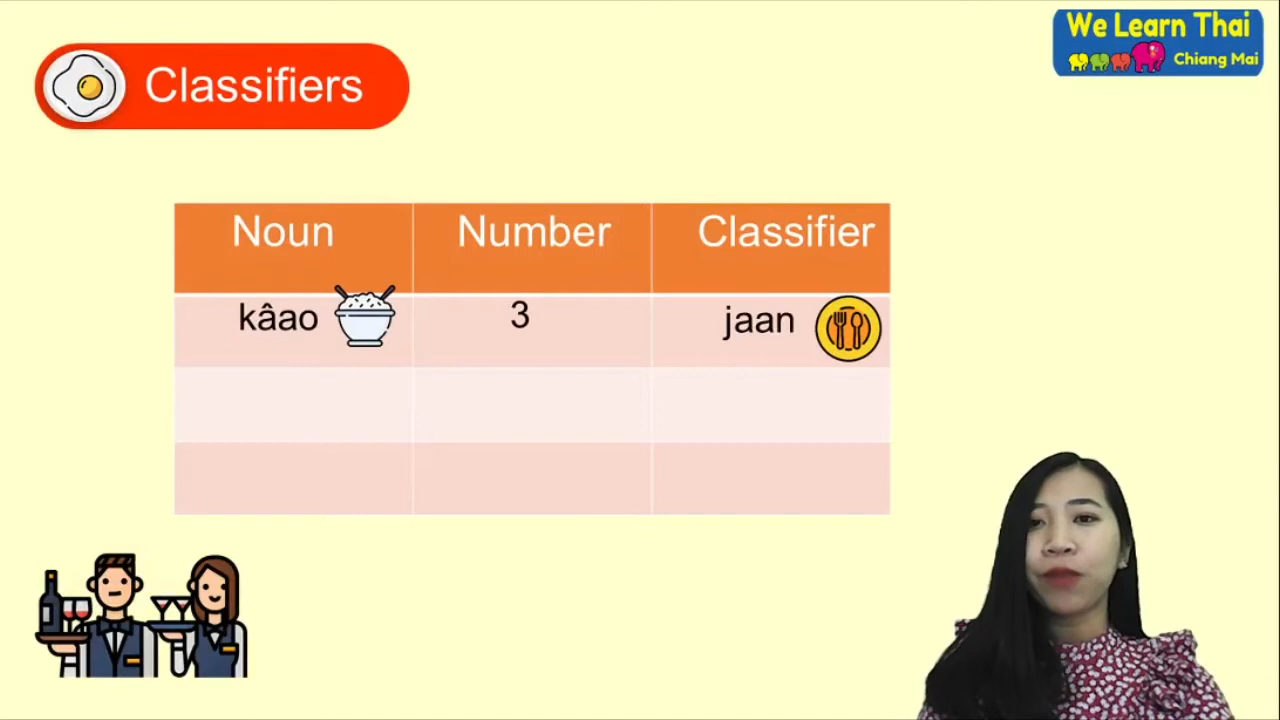 We Learn Thai
Chiang Mai
Classifiers
Noun Number Classifier
kâao 3 jaan